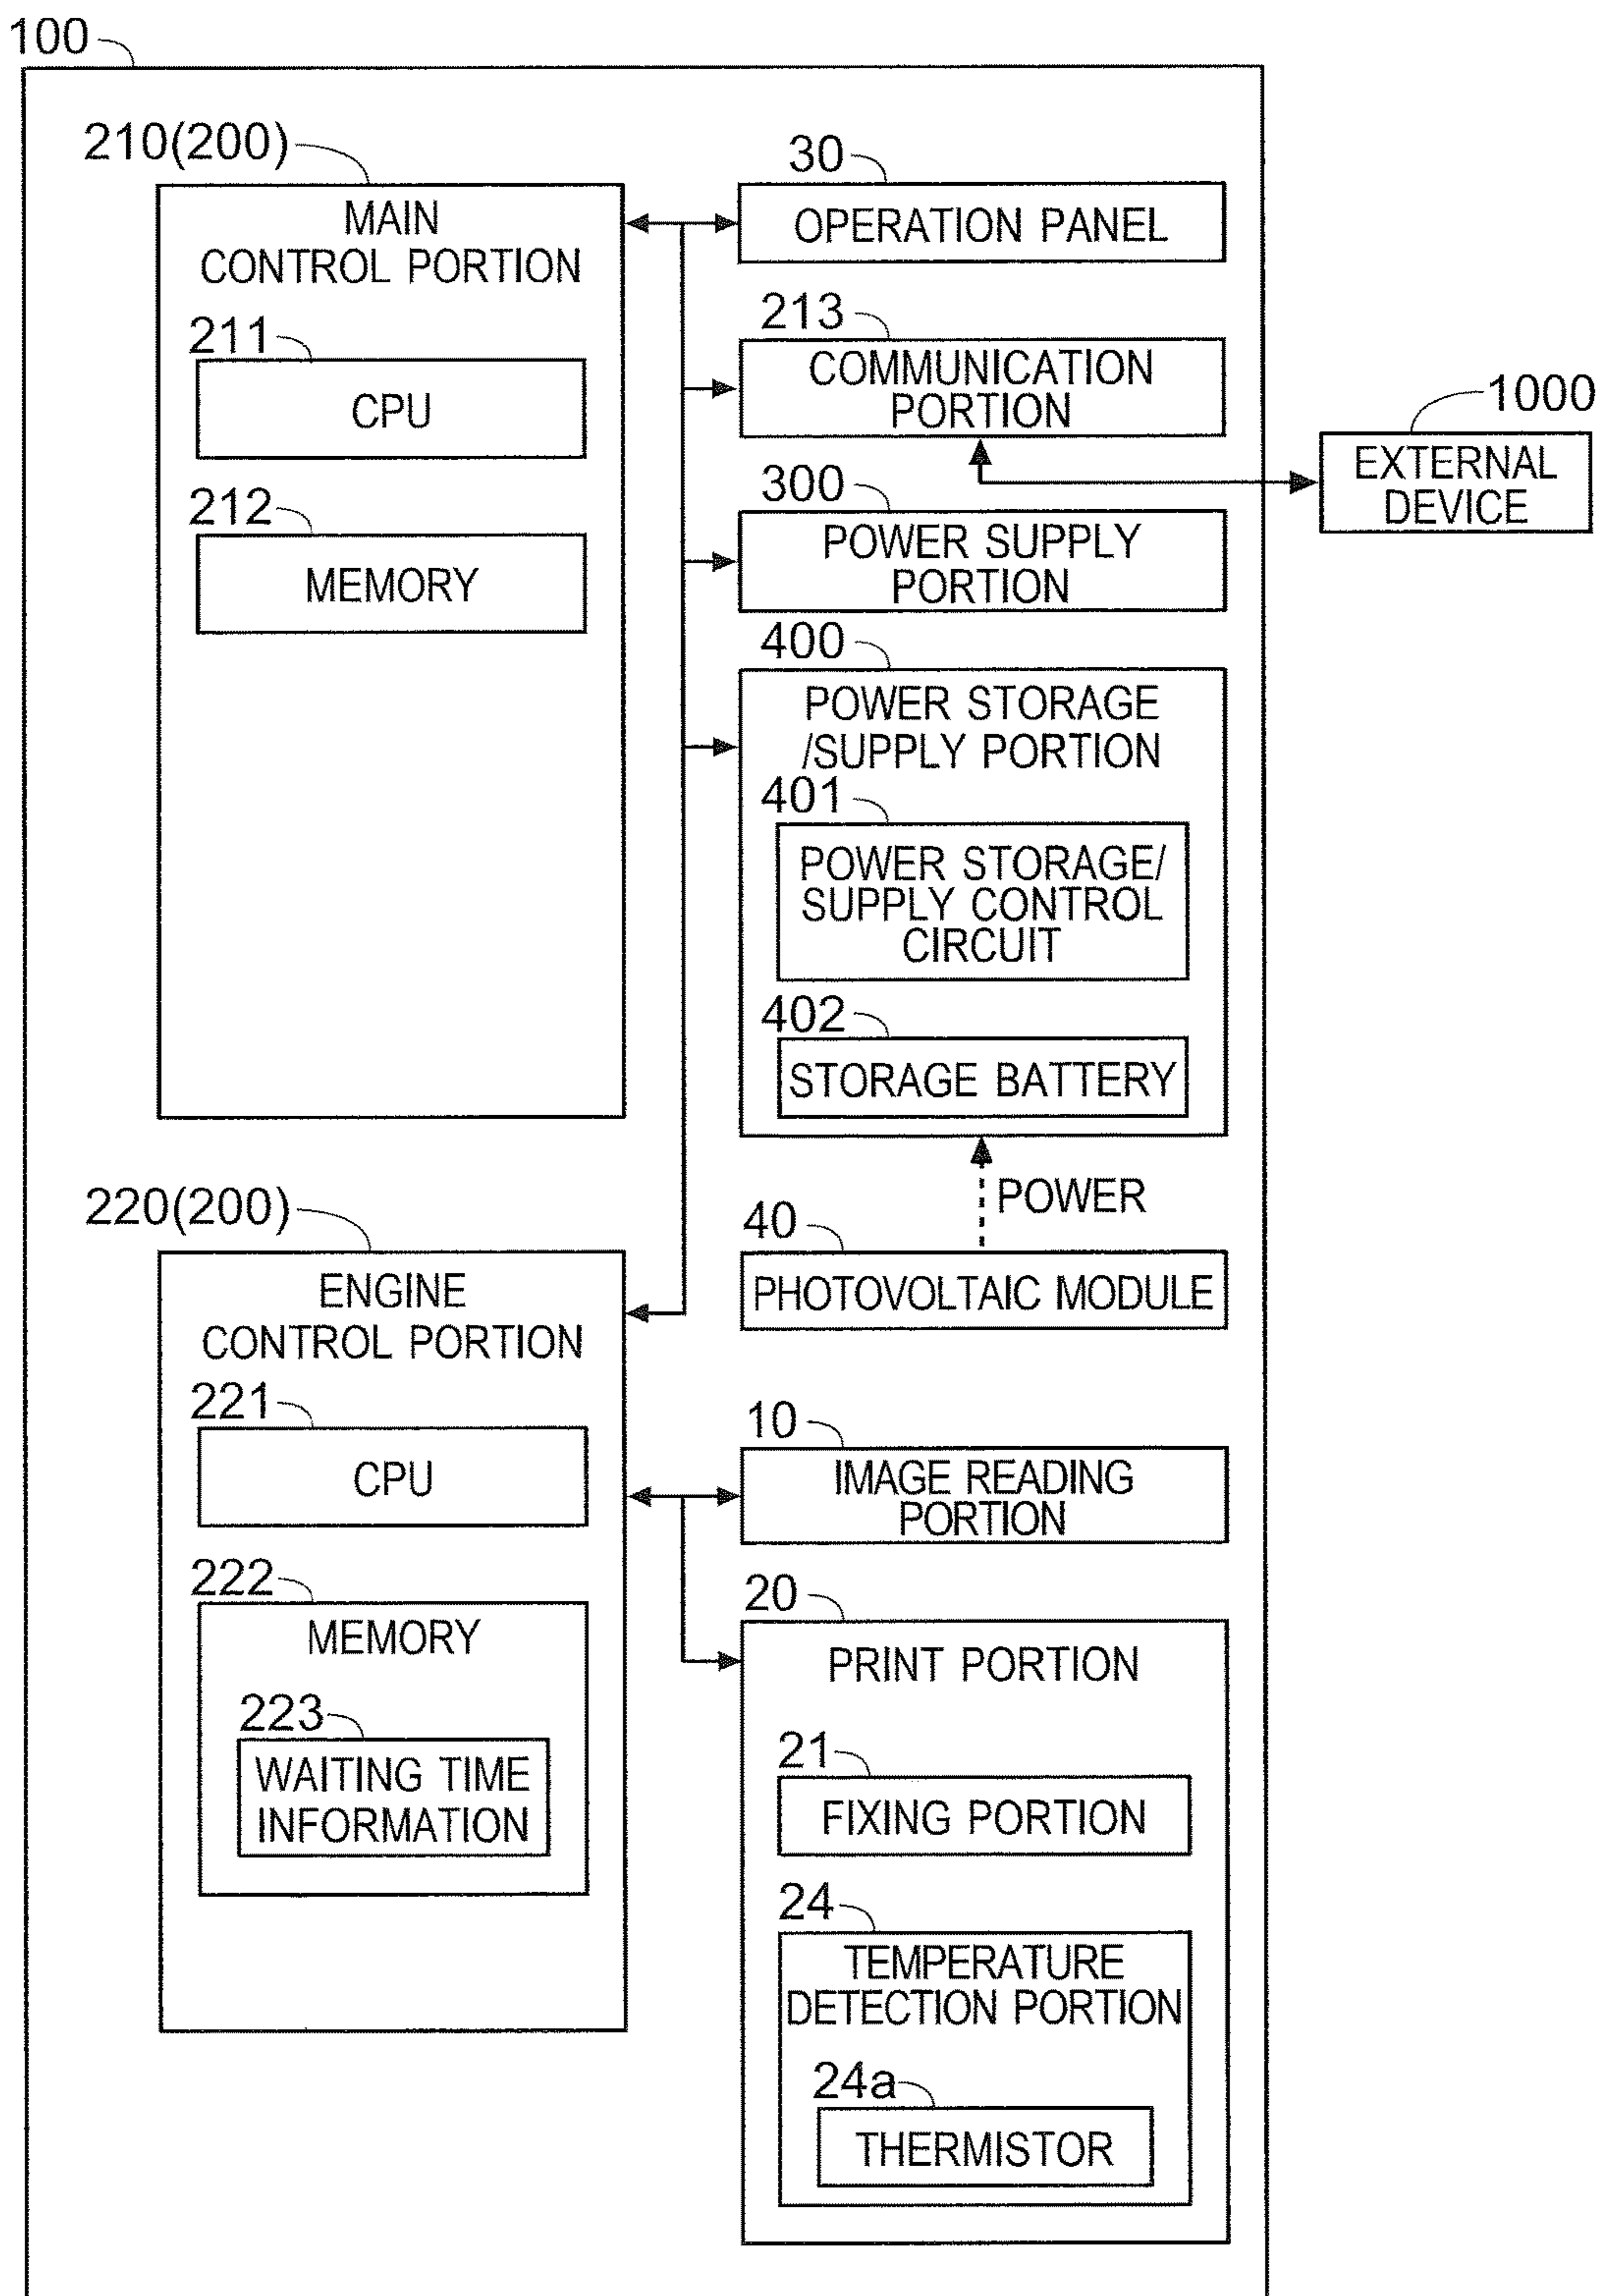 100
210(200)
MAIN
CONTROL PORTION
211
CPU
212
MEMORY
30
OPERATION PANEL
213
COMMUNICATION
PORTION
1000
EXTERNAL
DEVICE
300
POWER SUPPLY
PORTION
400
POWER STORAGE
/SUPPLY PORTION
401
POWER STORAGE/
SUPPLY CONTROL
CIRCUIT
402
STORAGE BATTERY
POWER
40
PHOTOVOLTAIC MODULE
220(200)
ENGINE
CONTROL PORTION
221
CPU
222
MEMORY
223
WAITING TIME
INFORMATION
10
IMAGE READING
PORTION
20
PRINT PORTION
21
FIXING PORTION
24
TEMPERATURE
DETECTION PORTION
24a
THERMISTOR